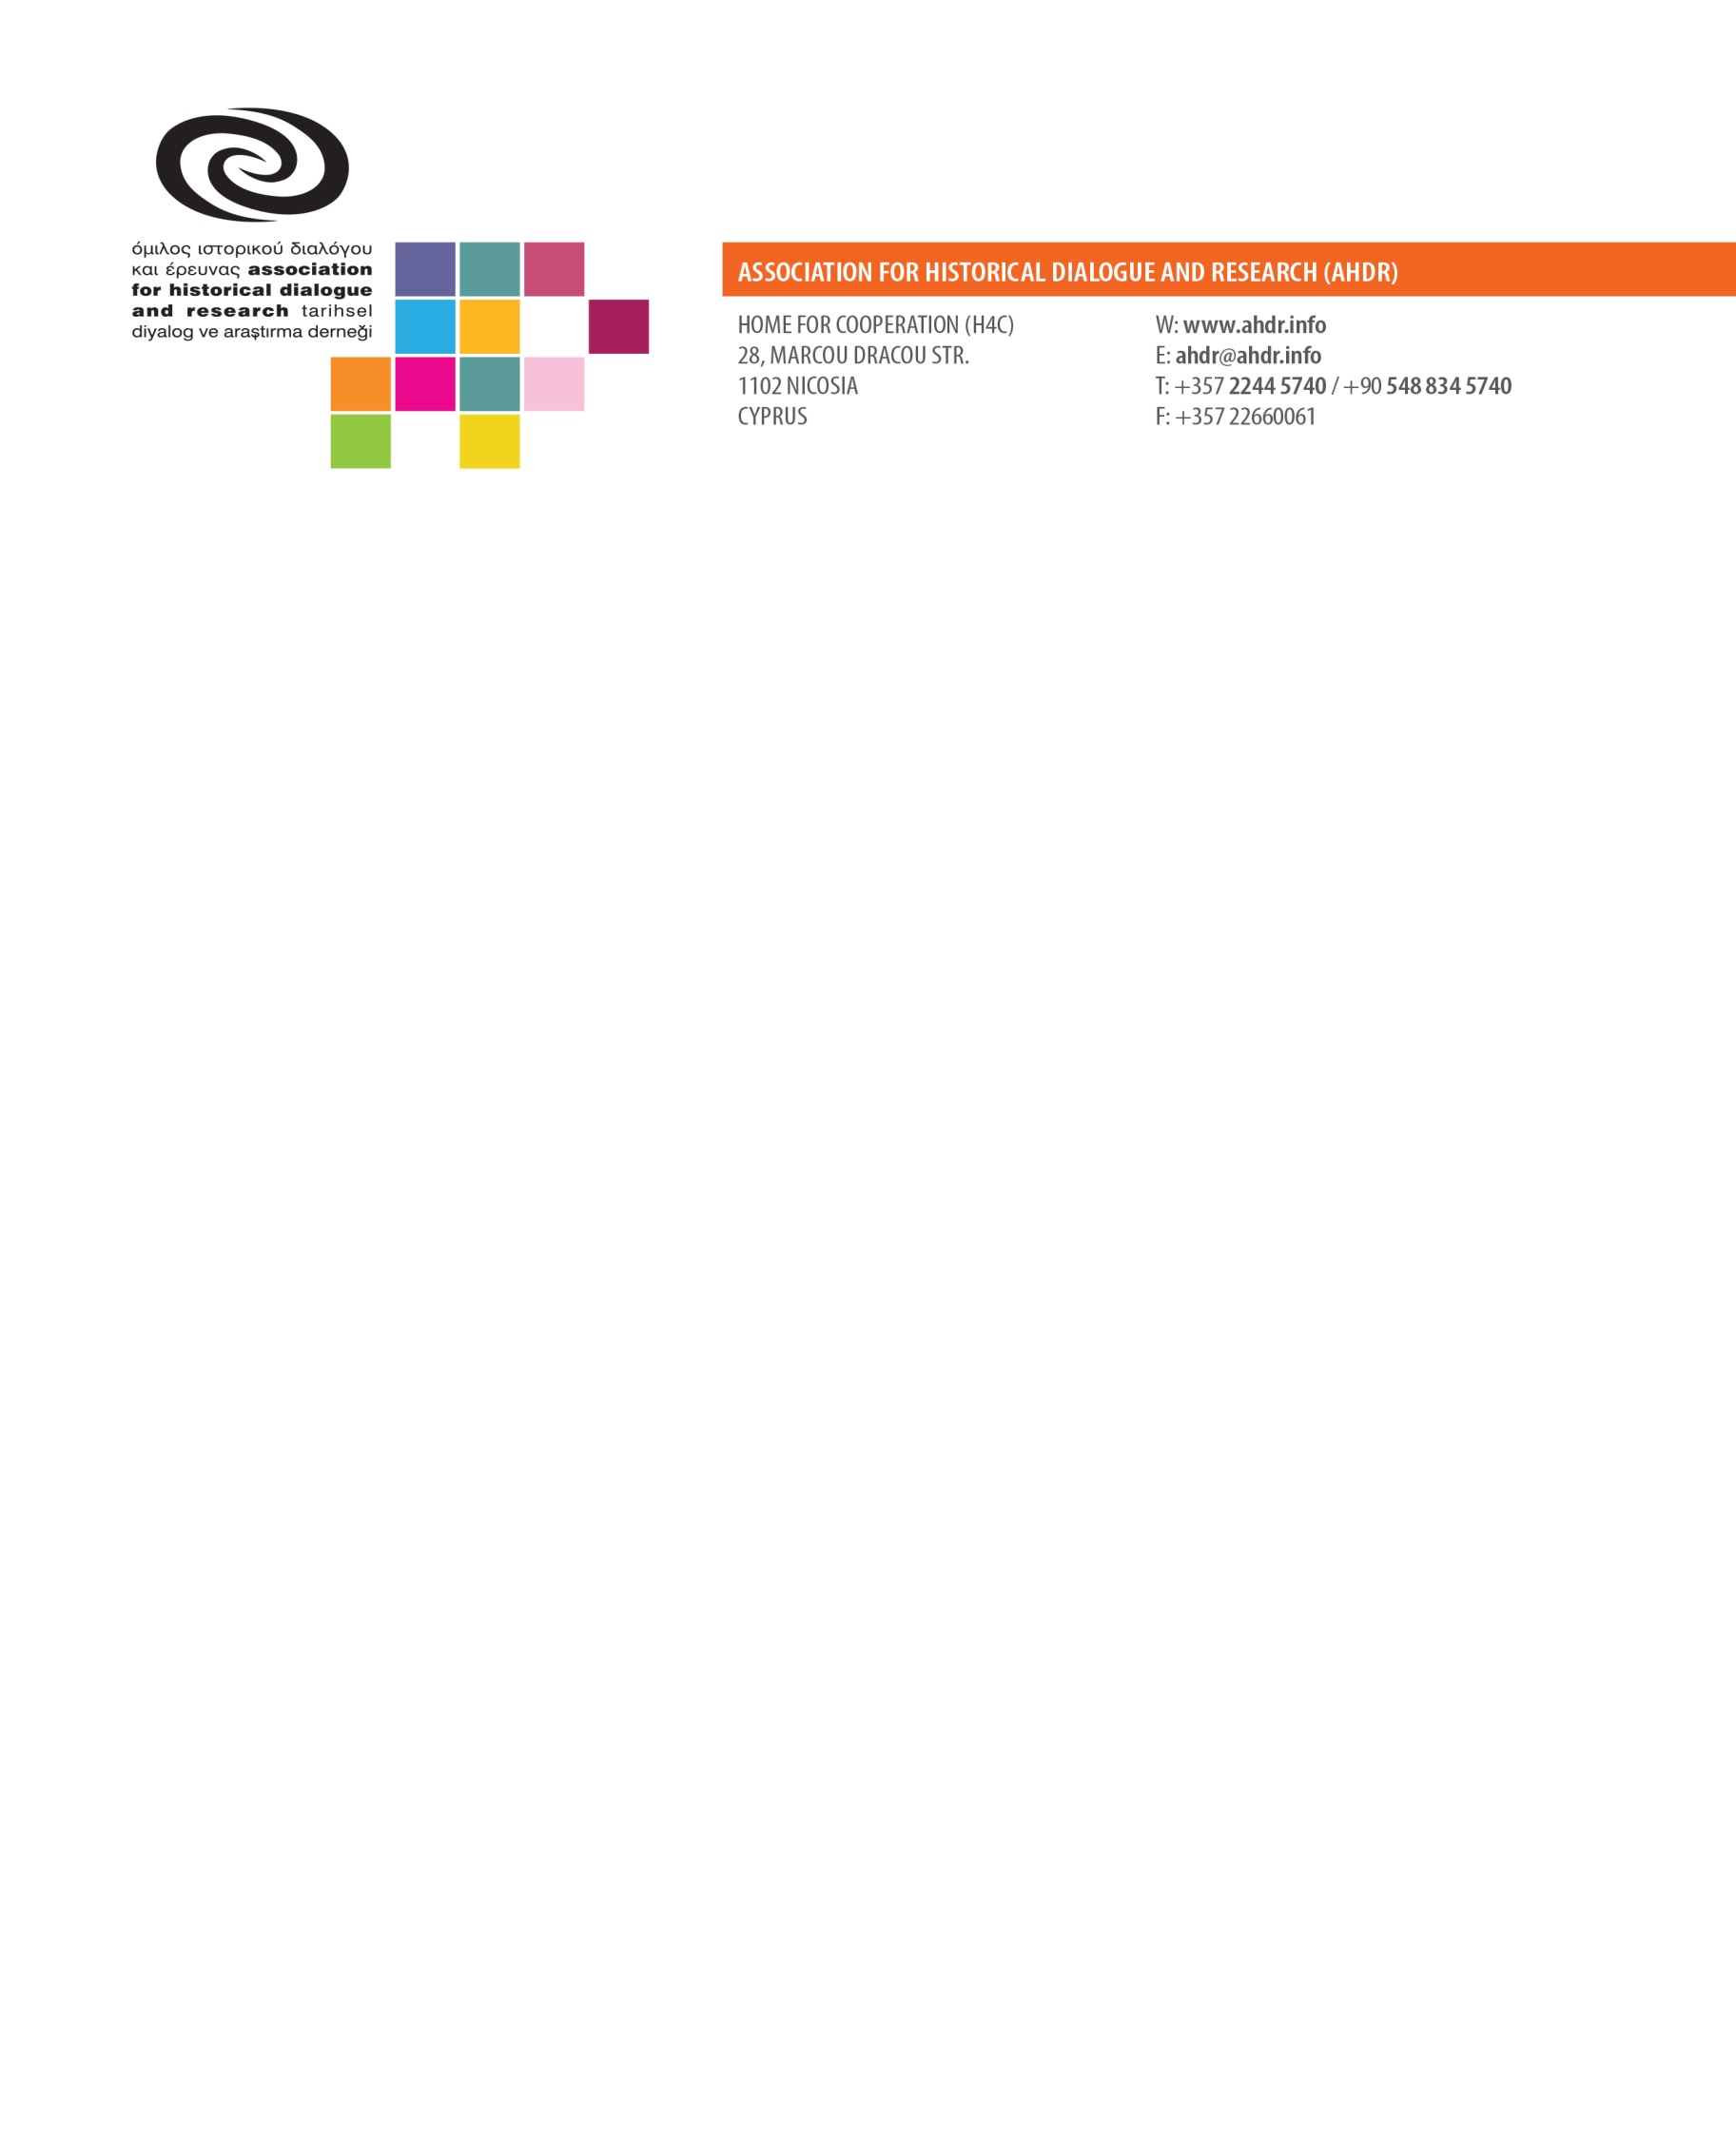 όμιλος ιστορικού διαλόγου
και έρευνας association
for historical dialogue
and research tarihsel
diyalog ve araştırma derneği
ASSOCIATION FOR HISTORICAL DIALOGUE AND RESEARCH (AHDR)
HOME FOR COOPERATION (H4C)
28, MARCOU DRACOU STR.
1102 NICOSIA
CYPRUS
W: www.ahdr.info
E: ahdr@ahdr.info
T: +357 2244 5740 / +90 548 834 5740
F: +357 22660061